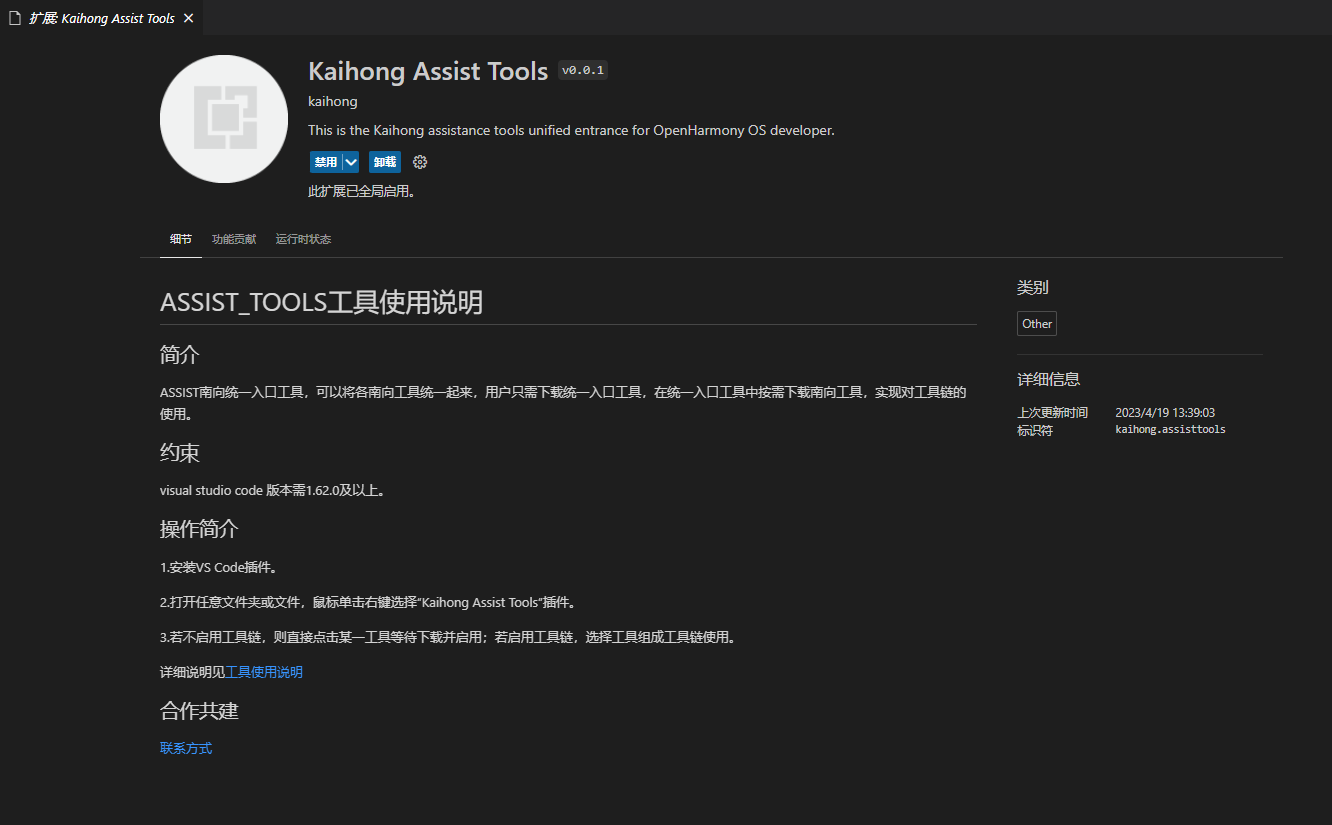 扩展: Kaihong Assist Tools
Kaihong Assist Tools v0.0.1
kaihong
This is the Kaihong assistance tools unified entrance for OpenHarmony OS developer.
禁用 卸载
此扩展已全局启用。
细节 功能贡献 运行时状态
ASSIST_TOOLS工具使用说明
简介
ASSIST南向统一入口工具，可以将各南向工具统一起来，用户只需下载统一入口工具，在统一入口工具中按需下载南向工具，实现对工具链的
使用。
约束
visual studio code 版本需1.62.0及以上。
操作简介
1.安装VS Code插件。
2.打开任意文件夹或文件，鼠标单击右键选择“Kaihong Assist Tools”插件。
3.若不启用工具链，则直接点击某一工具等待下载并启用；若启用工具链，选择工具组成工具链使用。
详细说明见工具使用说明
合作共建
联系方式
类别
Other
详细信息
上次更新时间 2023/4/19 13:39:03
标识符 kaihong.assisttools